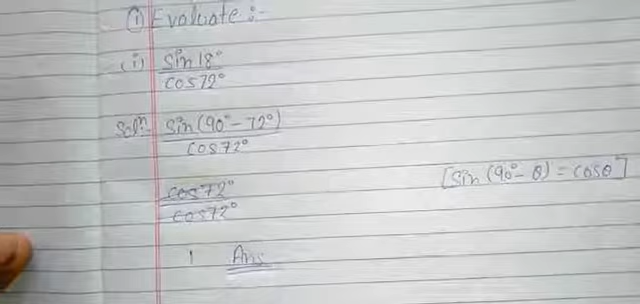 ① Evaluate :-
(i) sin 18° / cos 72°
Solⁿ sin (90° - 72°) / cos 72°
cos 72° / cos 72° [sin (90° - θ) = cosθ]
1 Ans